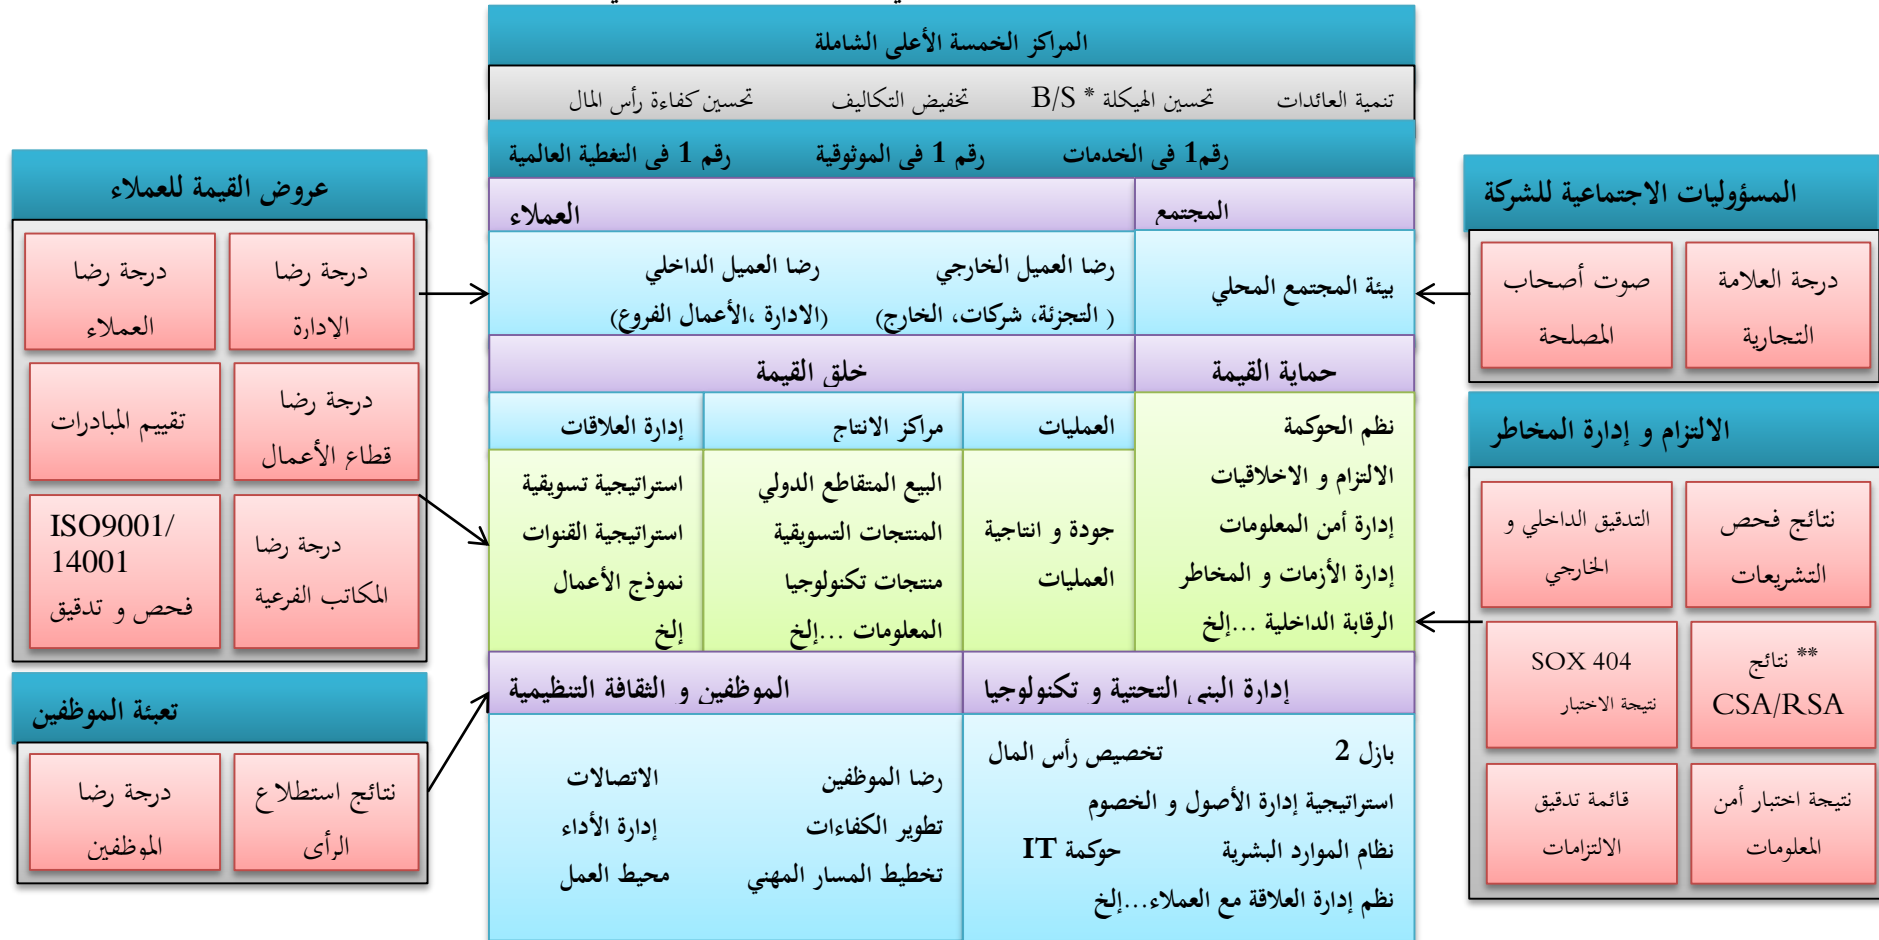 المراكز الخمسة الأعلى الشاملة
تنمية العائدات تحسين الهيكلة * B/S تخفيض التكاليف تحسين كفاءة رأس المال
رقم1 فى الخدمات رقم 1 فى الموثوقية رقم 1 فى التغطية العالمية
المجتمع العملاء
بيئة المجتمع المحلي
رضا العميل الخارجي رضا العميل الداخلي
( التجزئة، شركات، الخارج) (الادارة ،الأعمال الفروع)
حماية القيمة خلق القيمة
نظم الحوكمة
الالتزام و الاخلاقيات
إدارة أمن المعلومات
إدارة الأزمات و المخاطر
الرقابة الداخلية ...إلخ
العمليات
جودة و انتاجية
العمليات
مراكز الانتاج
البيع المتقاطع الدولي
المنتجات التسويقية
منتجات تكنولوجيا
المعلومات ...إلخ
إدارة العلاقات
استراتيجية تسويقية
استراتيجية القنوات
نموذج الأعمال
إلخ
إدارة البنى التحتية و تكنولوجيا
بازل 2 تخصيص رأس المال
استراتيجية إدارة الأصول و الخصوم
نظام الموارد البشرية حوكمة IT
نظم إدارة العلاقة مع العملاء...إلخ
الموظفين و الثقافة التنظيمية
رضا الموظفين الاتصالات
تطوير الكفاءات إدارة الأداء
تخطيط المسار المهني محيط العمل
المسؤوليات الاجتماعية للشركة
درجة العلامة
التجارية
صوت أصحاب
المصلحة
الالتزام و إدارة المخاطر
نتائج فحص
التشريعات
التدقيق الداخلي و
الخارجي
** نتائج
CSA/RSA
SOX 404
نتيجة الاختبار
نتيجة اختبار أمن
المعلومات
قائمة تدقيق
الالتزامات
عروض القيمة للعملاء
درجة رضا
الإدارة
درجة رضا
العملاء
درجة رضا
قطاع الأعمال
تقييم المبادرات
درجة رضا
المكاتب الفرعية
ISO9001/
14001
فحص و تدقيق
تعبئة الموظفين
نتائج استطلاع
الرأى
درجة رضا
الموظفين